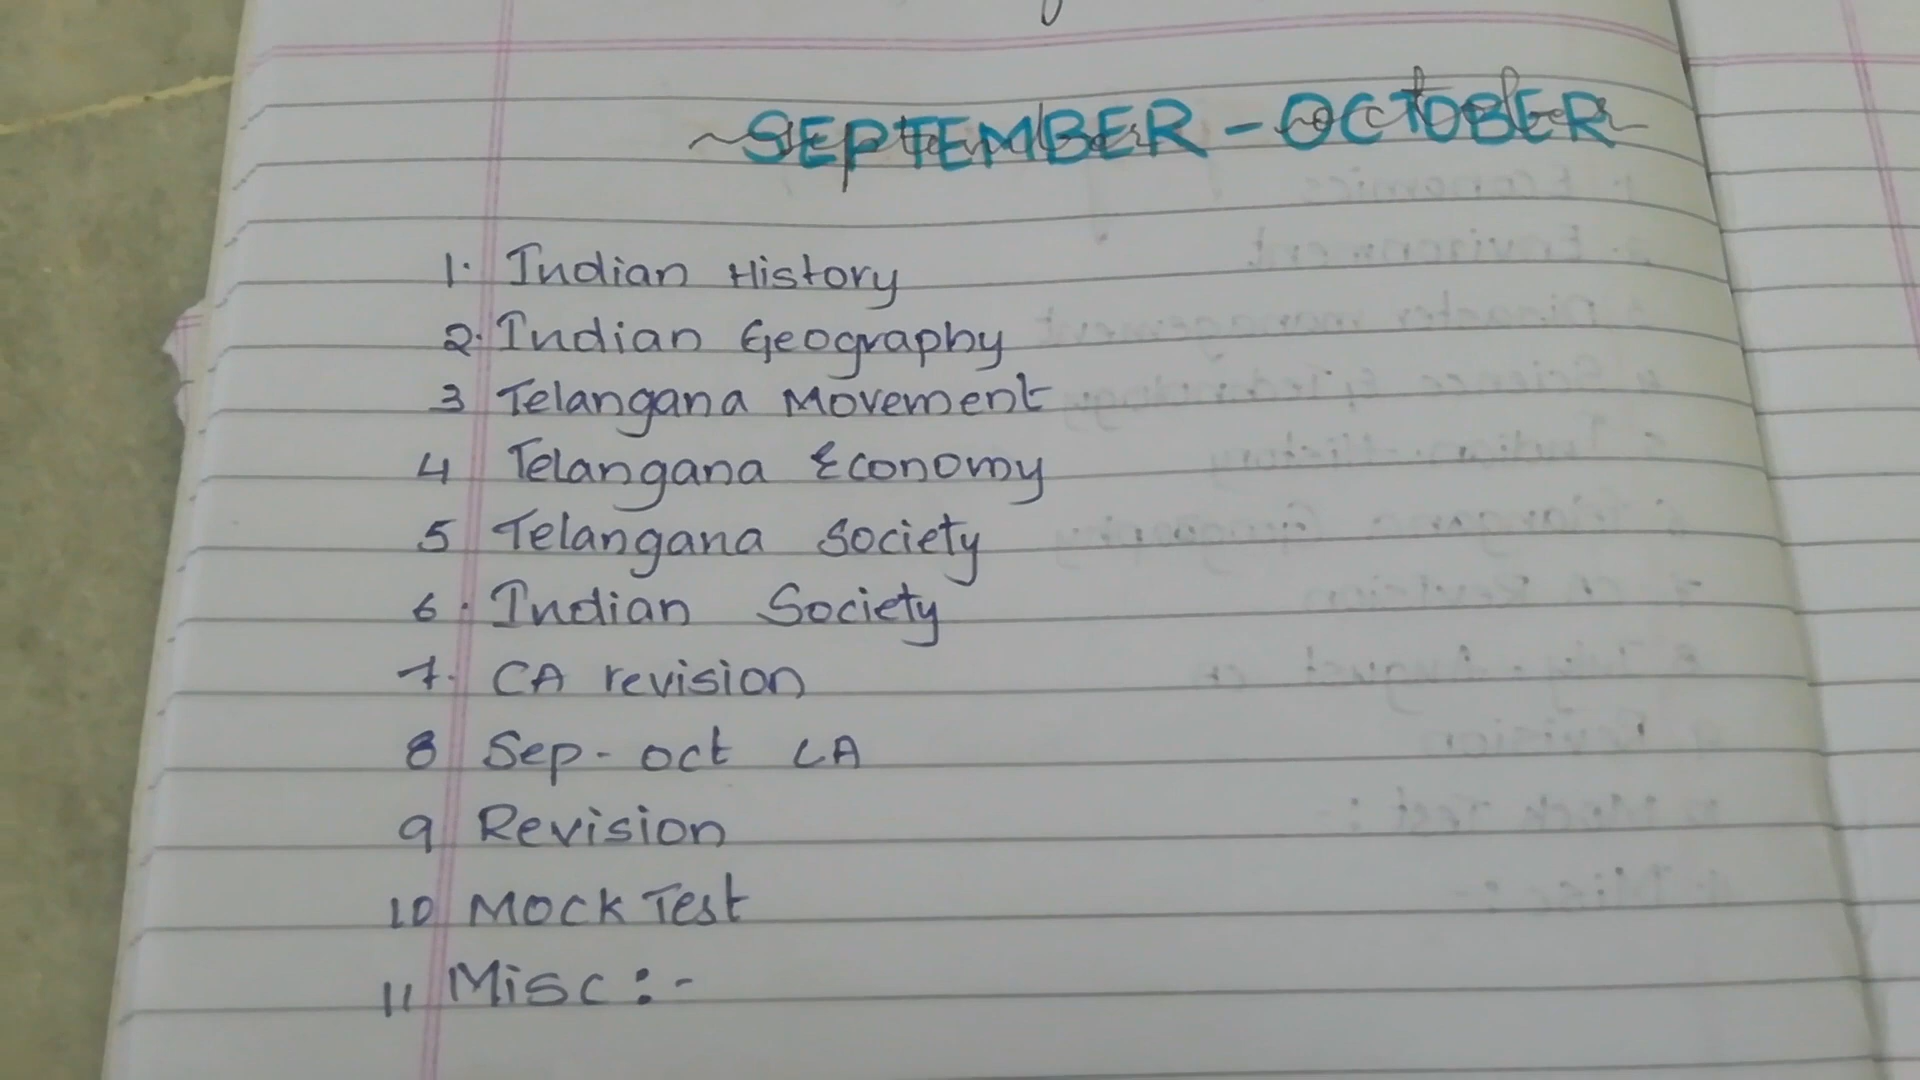 SEPTEMBER - OCTOBER
1. Indian History
2. Indian Geography
3 Telangana Movement
4 Telangana Economy
5 Telangana Society
6. Indian Society
7. CA revision
8 Sep - oct CA
9 Revision
10 Mock Test
11 Misc :-